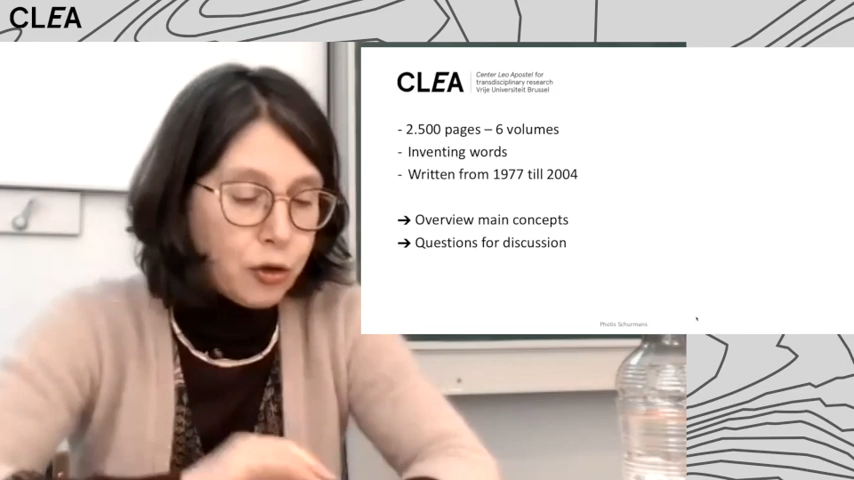 CLEA
CLEA
Center Leo Apostel for
transdisciplinary research
Vrije Universiteit Brussel
- 2.500 pages – 6 volumes
- Inventing words
- Written from 1977 till 2004
➔ Overview main concepts
➔ Questions for discussion
Photio Schurmans